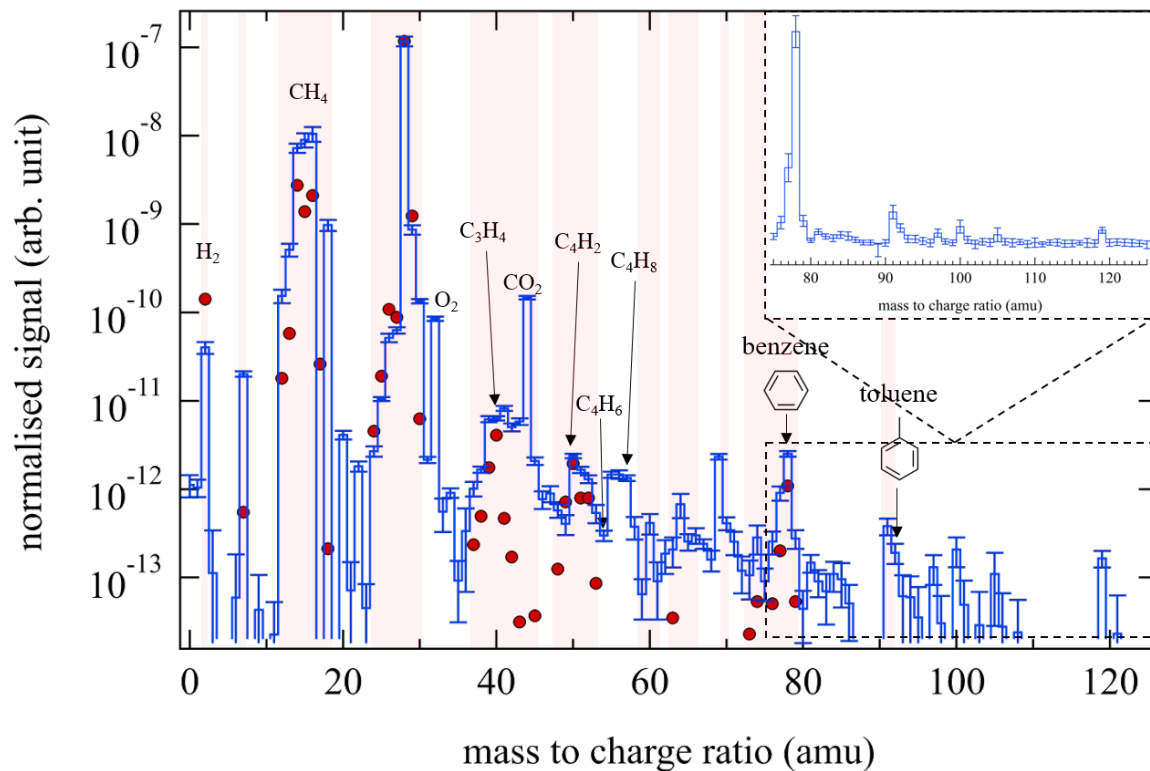 10⁻⁷
10⁻⁸
10⁻⁹
10⁻¹⁰
10⁻¹¹
10⁻¹²
10⁻¹³
normalised signal (arb. unit)
H₂
CH₄
C₃H₄
O₂
CO₂
C₄H₂
C₄H₆
C₄H₈
benzene
toluene
80
90
100
110
120
mass to charge ratio (amu)
0
20
40
60
80
100
120
mass to charge ratio (amu)